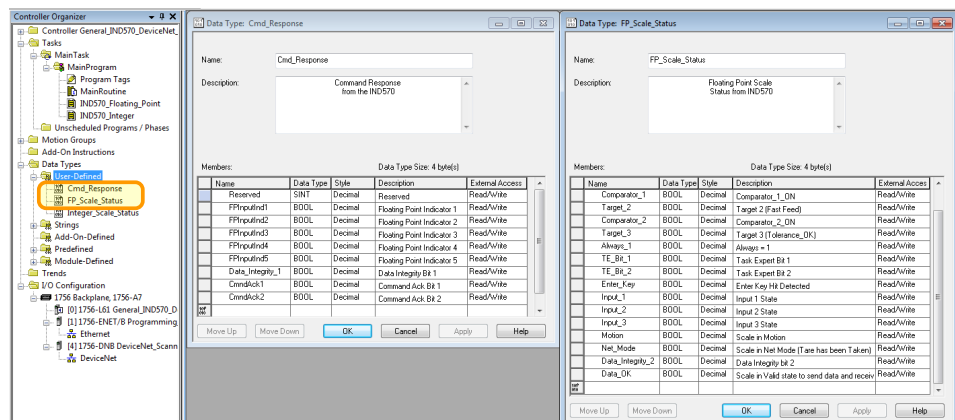 Controller Organizer
Controller General_IND570_DeviceNet_
Tasks
MainTask
MainProgram
Program Tags
MainRoutine
IND570_Floating_Point
IND570_Integer
Unscheduled Programs / Phases
Motion Groups
Add-On Instructions
Data Types
User-Defined
Cmd_Response
FP_Scale_Status
Integer_Scale_Status
Strings
Add-On-Defined
Predefined
Module-Defined
Trends
I/O Configuration
1756 Backplane, 1756-A7
[0] 1756-L61 General_IND570_D
[1] 1756-ENET/B Programming_
Ethernet
[4] 1756-DNB DeviceNet_Scann
DeviceNet
Data Type: Cmd_Response
Name: Cmd_Response
Description: Command Response
from the IND570
Members: Data Type Size: 4 byte(s)
Name Data Type Style Description External Access
Reserved SINT Decimal Reserved Read/Write
FPInputInd1 BOOL Decimal Floating Point Indicator 1 Read/Write
FPInputInd2 BOOL Decimal Floating Point Indicator 2 Read/Write
FPInputInd3 BOOL Decimal Floating Point Indicator 3 Read/Write
FPInputInd4 BOOL Decimal Floating Point Indicator 4 Read/Write
FPInputInd5 BOOL Decimal Floating Point Indicator 5 Read/Write
Data_Integrity_1 BOOL Decimal Data Integrity Bit 1 Read/Write
CmndAck1 BOOL Decimal Command Ack Bit 1 Read/Write
CmndAck2 BOOL Decimal Command Ack Bit 2 Read/Write
Move Up Move Down OK Cancel Apply Help
Data Type: FP_Scale_Status
Name: FP_Scale_Status
Description: Floating Point Scale
Status from IND570
Members: Data Type Size: 4 byte(s)
Name Data Type Style Description External Acces
Comparator_1 BOOL Decimal Comparator_1_ON Read/Write
Target_2 BOOL Decimal Target 2 (Fast Feed) Read/Write
Comparator_2 BOOL Decimal Comparator_2_ON Read/Write
Target_3 BOOL Decimal Target 3 (Tolerance_OK) Read/Write
Always_1 BOOL Decimal Always = 1 Read/Write
TE_Bit_1 BOOL Decimal Task Expert Bit 1 Read/Write
TE_Bit_2 BOOL Decimal Task Expert Bit 2 Read/Write
Enter_Key BOOL Decimal Enter Key Hit Detected Read/Write
Input_1 BOOL Decimal Input 1 State Read/Write
Input_2 BOOL Decimal Input 2 State Read/Write
Input_3 BOOL Decimal Input 3 State Read/Write
Motion BOOL Decimal Scale in Motion Read/Write
Net_Mode BOOL Decimal Scale in Net Mode (Tare has been Taken) Read/Write
Data_Integrity_2 BOOL Decimal Data Integrity bit 2 Read/Write
Data_OK BOOL Decimal Scale in Valid state to send data and receiv Read/Write
Move Up Move Down OK Cancel Apply Help